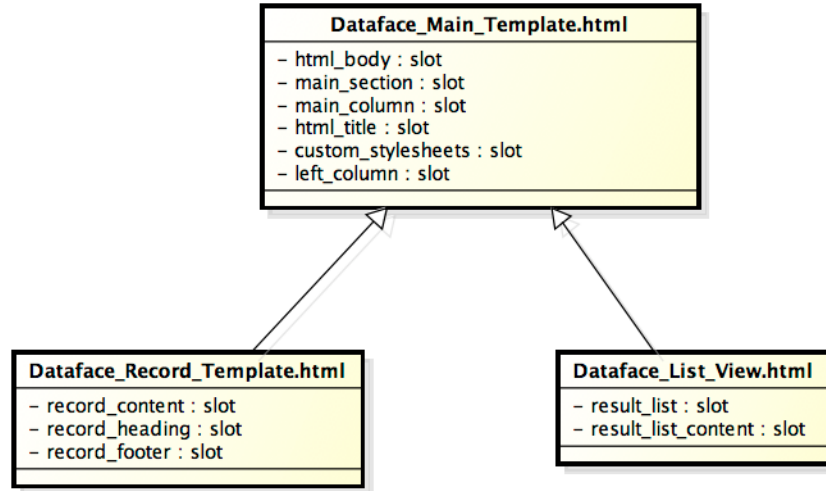 Dataface_Main_Template.html
- html_body : slot
- main_section : slot
- main_column : slot
- html_title : slot
- custom_stylesheets : slot
- left_column : slot
Dataface_Record_Template.html
- record_content : slot
- record_heading : slot
- record_footer : slot
Dataface_List_View.html
- result_list : slot
- result_list_content : slot